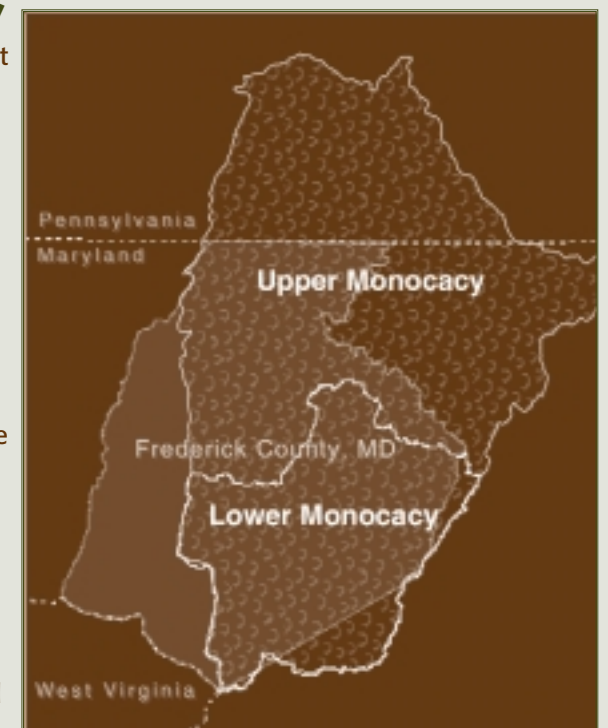 Pennsylvania
Maryland
Upper Monocacy
Frederick County, MD
Lower Monocacy
West Virginia